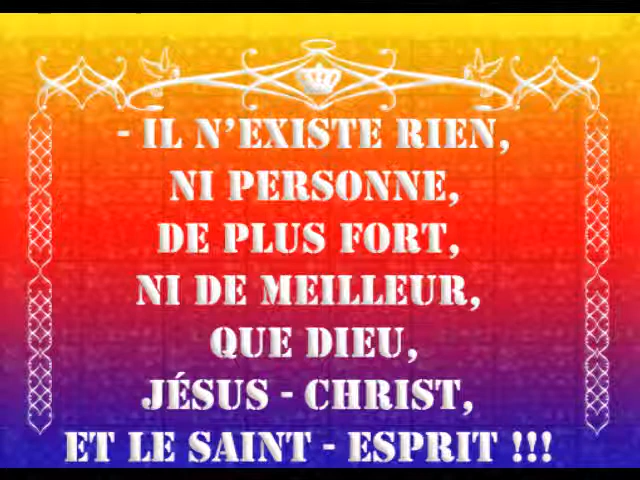 - IL N'EXISTE RIEN,
NI PERSONNE,
DE PLUS FORT,
NI DE MEILLEUR,
QUE DIEU,
JÉSUS - CHRIST,
ET LE SAINT - ESPRIT !!!